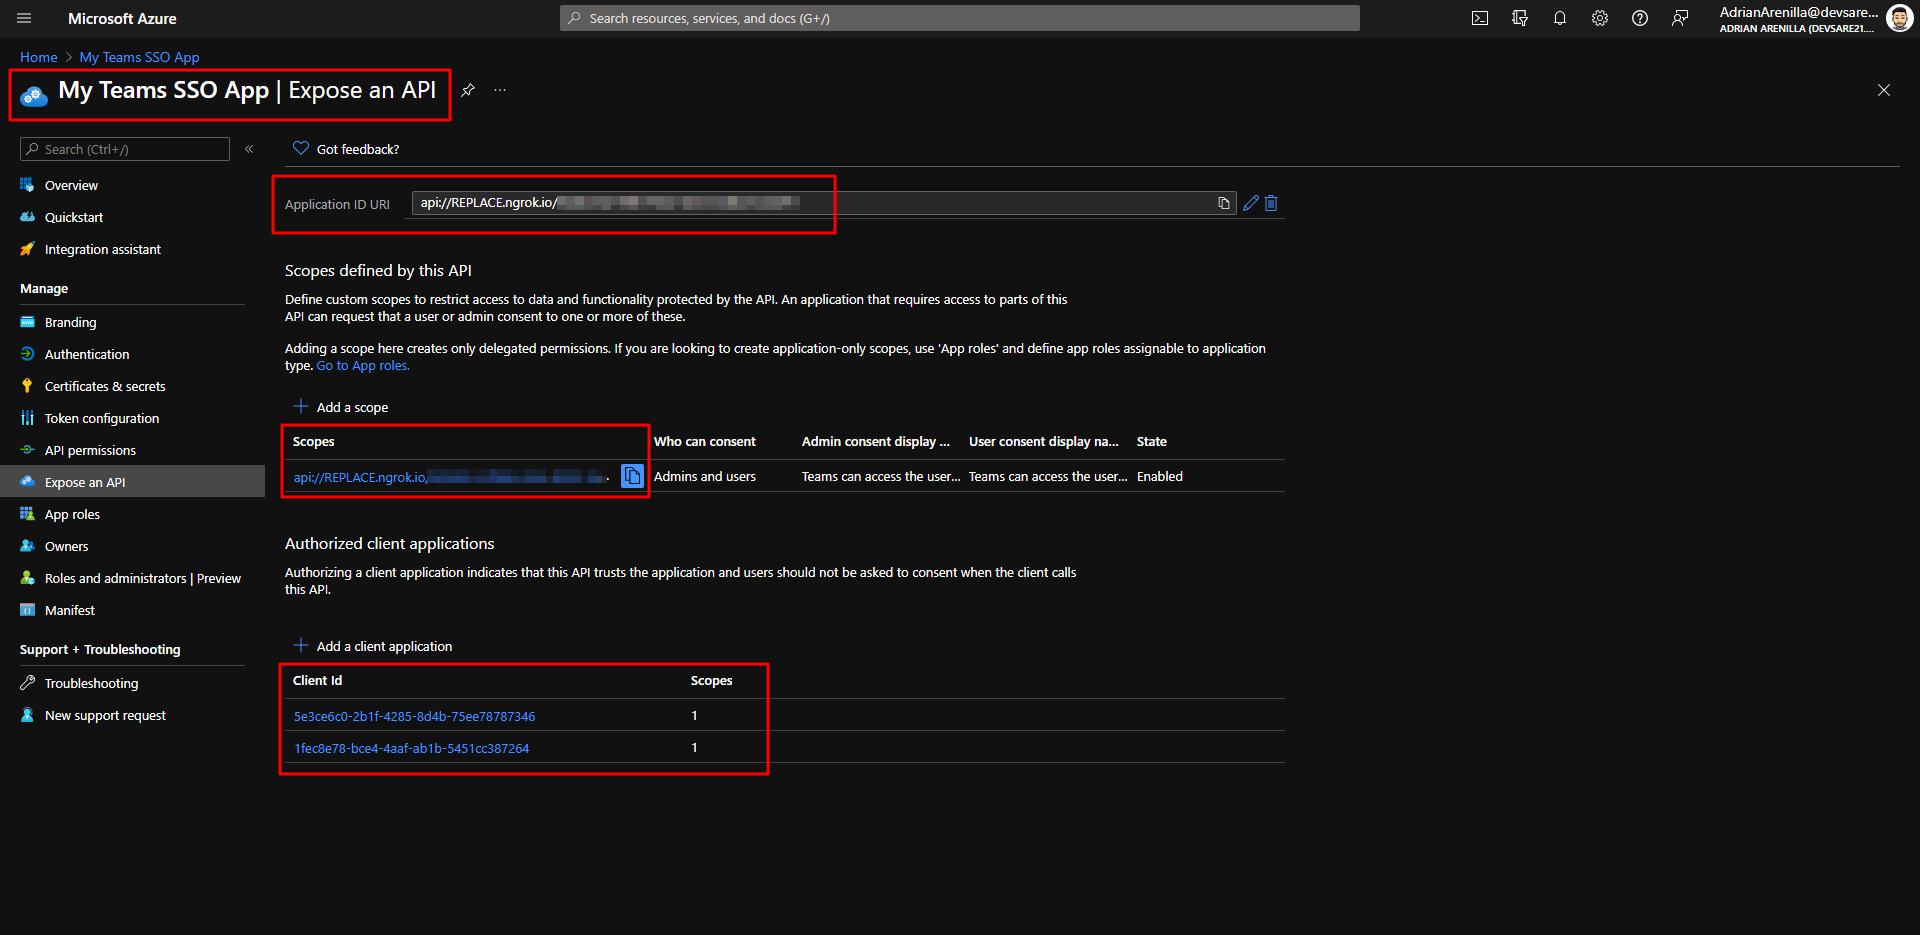 Microsoft Azure
Search resources, services, and docs (G+/)
AdrianArenilla@devsare...
ADRIAN ARENILLA (DEVSARE21....
Home > My Teams SSO App
My Teams SSO App | Expose an API
...
Search (Ctrl+/)
«
Got feedback?
Overview
Quickstart
Integration assistant
Manage
Branding
Authentication
Certificates & secrets
Token configuration
API permissions
Expose an API
App roles
Owners
Roles and administrators | Preview
Manifest
Support + Troubleshooting
Troubleshooting
New support request
Application ID URI
api://REPLACE.ngrok.io/
Scopes defined by this API
Define custom scopes to restrict access to data and functionality protected by the API. An application that requires access to parts of this
API can request that a user or admin consent to one or more of these.
Adding a scope here creates only delegated permissions. If you are looking to create application-only scopes, use 'App roles' and define app roles assignable to application
type. Go to App roles.
Add a scope
Scopes Who can consent Admin consent display ... User consent display na... State
api://REPLACE.ngrok.io/ Admins and users Teams can access the user... Teams can access the user... Enabled
Authorized client applications
Authorizing a client application indicates that this API trusts the application and users should not be asked to consent when the client calls
this API.
Add a client application
Client Id Scopes
5e3ce6c0-2b1f-4285-8d4b-75ee78787346 1
1fec8e78-bce4-4aaf-ab1b-5451cc387264 1